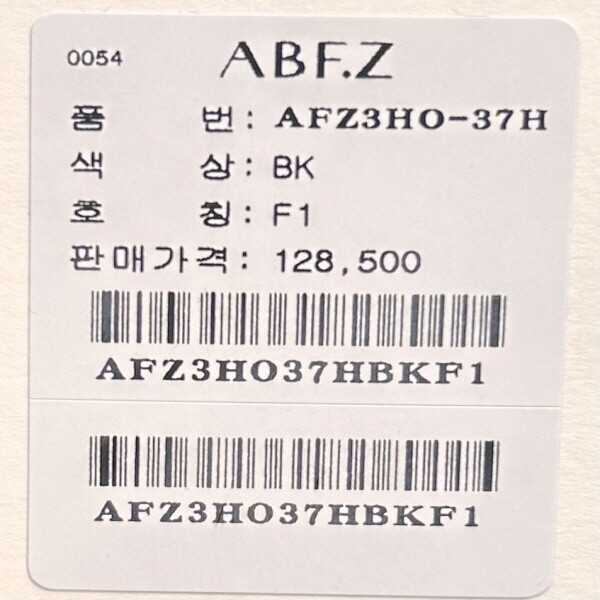 0054 ABF.Z
품 번: AFZ3HO-37H
색 상: BK
호 칭: F1
판매가격: 128,500
AFZ3HO37HBKF1
AFZ3HO37HBKF1